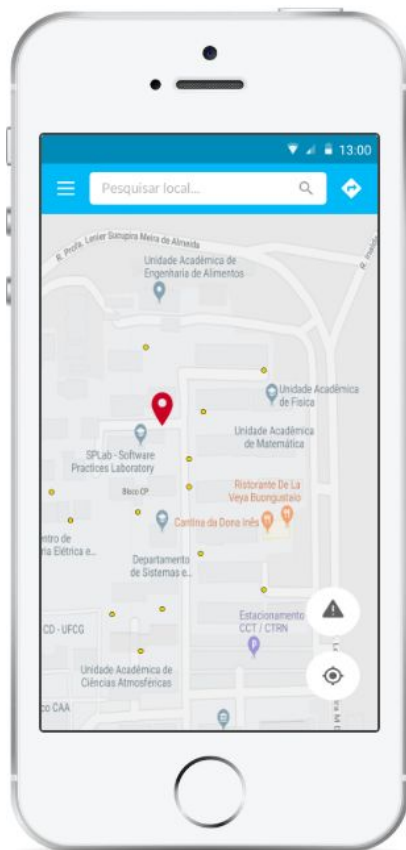 13:00
Pesquisar local...
R. Profa. Lenier Sucupira Meira de Almeida
Unidade Acadêmica de
Engenharia de Alimentos
Unidade Acadêmica
de Física
Unidade Acadêmica
de Matemática
SPLab - Software
Practices Laboratory
Bloco CP
Ristorante De La
Veya Buongustaio
Cantina da Dona Inês
entro de
ria Elétrica e...
Departamento
de Sistemas e...
Estacionamento
CCT / CTRN
P
CD - UFCG
Unidade Acadêmica de
Ciências Atmosféricas
co CAA